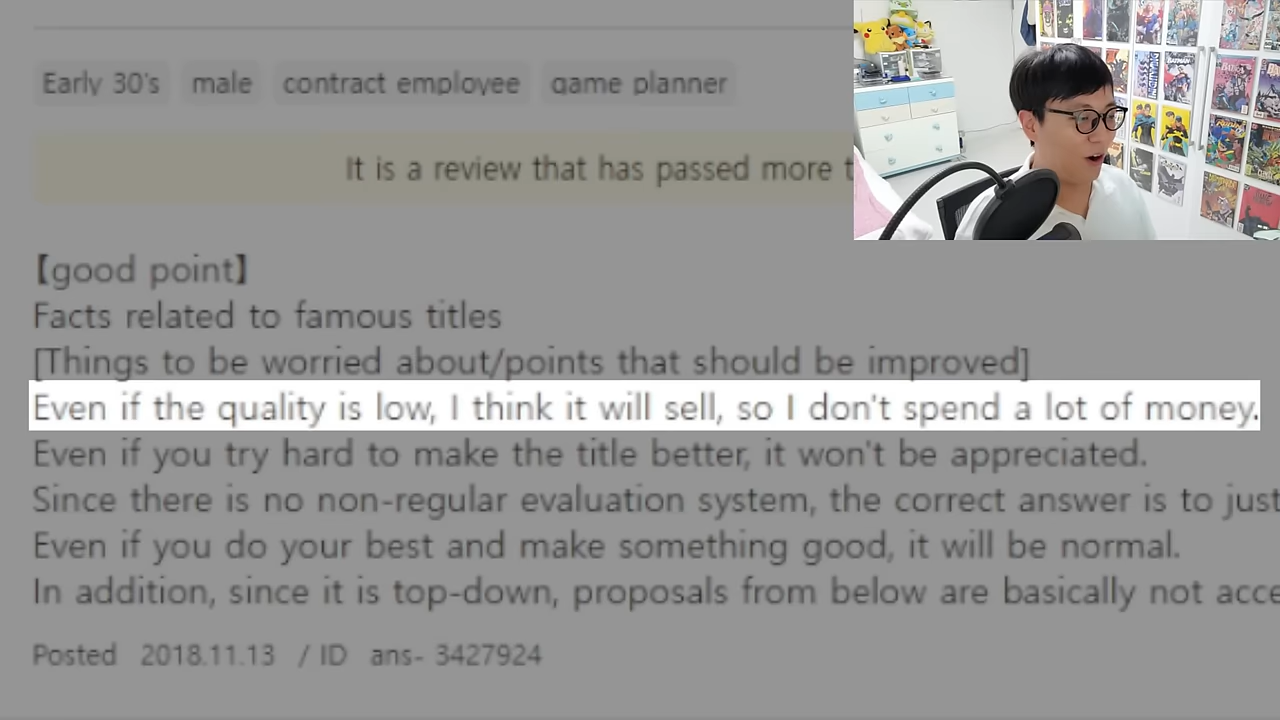 Early 30's male contract employee game planner
It is a review that has passed more
【good point】
Facts related to famous titles
[Things to be worried about/points that should be improved]
Even if the quality is low, I think it will sell, so I don't spend a lot of money.
Even if you try hard to make the title better, it won't be appreciated.
Since there is no non-regular evaluation system, the correct answer is to just
Even if you do your best and make something good, it will be normal.
In addition, since it is top-down, proposals from below are basically not
Posted 2018.11.13 / ID ans- 3427924